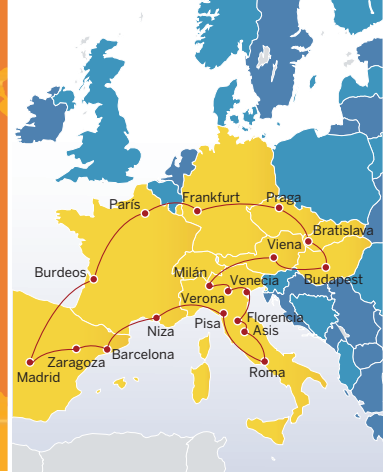 París
Frankfurt
Praga
Bratislava
Viena
Burdeos
Milán
Venecia
Budapest
Verona
Florencia
Pisa
Niza
Asis
Barcelona
Zaragoza
Madrid
Roma